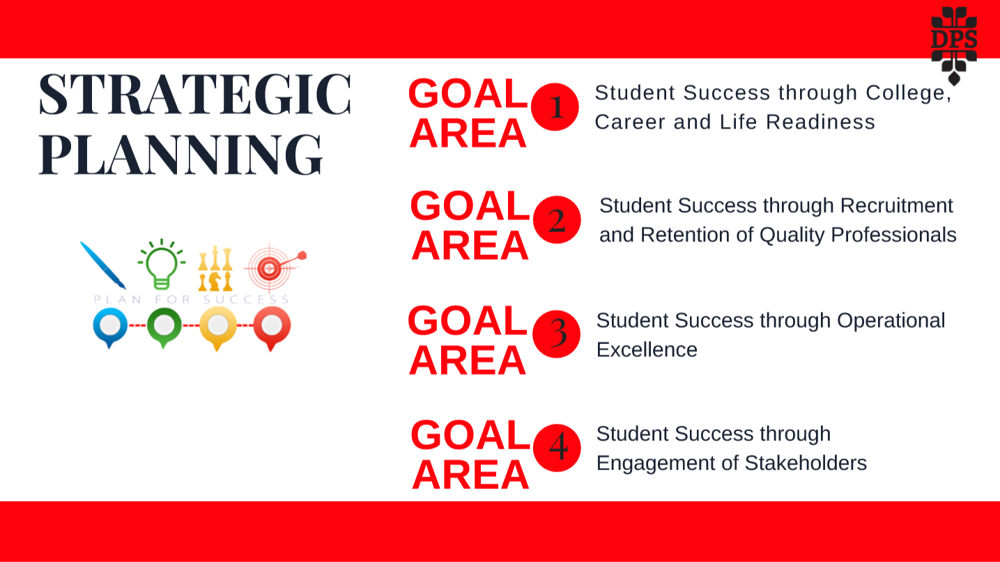 DPS
STRATEGIC
PLANNING
PLAN FOR SUCCESS
GOAL
AREA
1
Student Success through College,
Career and Life Readiness
GOAL
AREA
2
Student Success through Recruitment
and Retention of Quality Professionals
GOAL
AREA
3
Student Success through Operational
Excellence
GOAL
AREA
4
Student Success through
Engagement of Stakeholders